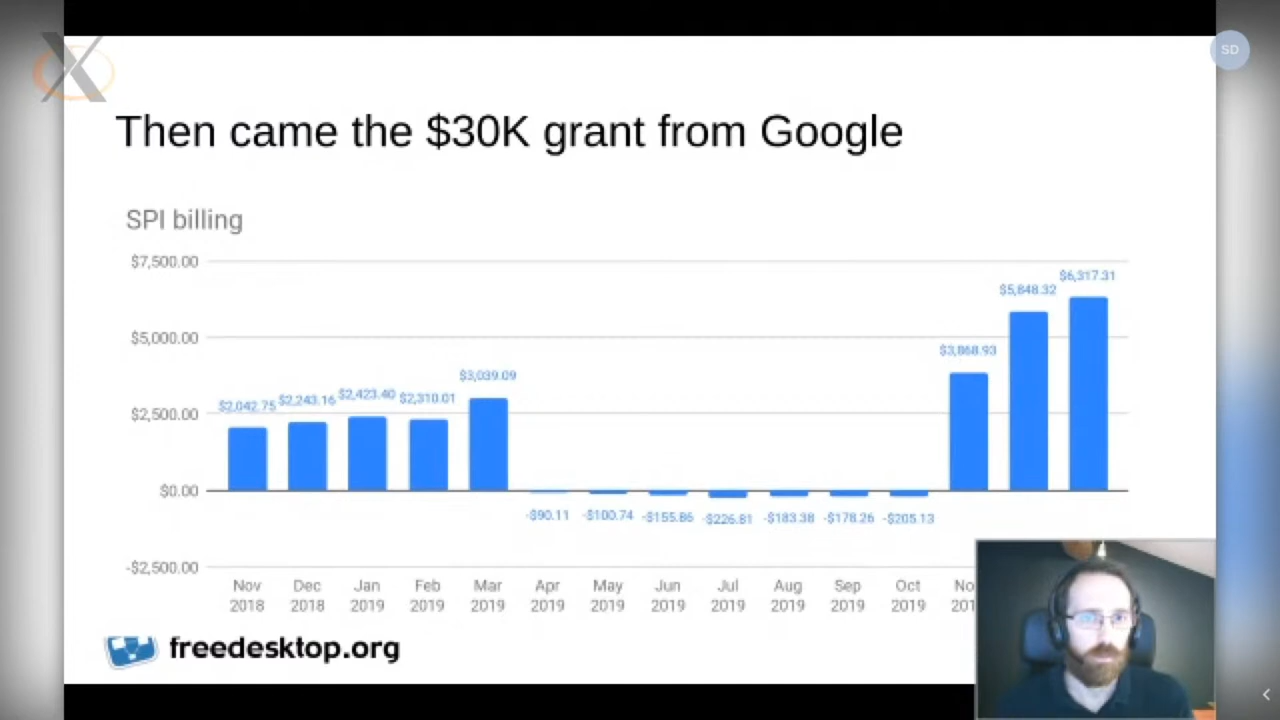 SD
Then came the $30K grant from Google
SPI billing
$7,500.00
$6,317.31
$5,848.32
$5,000.00
$3,868.93
$3,039.09
$2,042.75 $2,243.16 $2,423.40 $2,310.01
$2,500.00
$0.00
-$90.11 -$100.74 -$155.86 -$226.81 -$183.38 -$178.26 -$205.13
-$2,500.00
Nov Dec Jan Feb Mar Apr May Jun Jul Aug Sep Oct
2018 2018 2019 2019 2019 2019 2019 2019 2019 2019 2019 2019
freedesktop.org